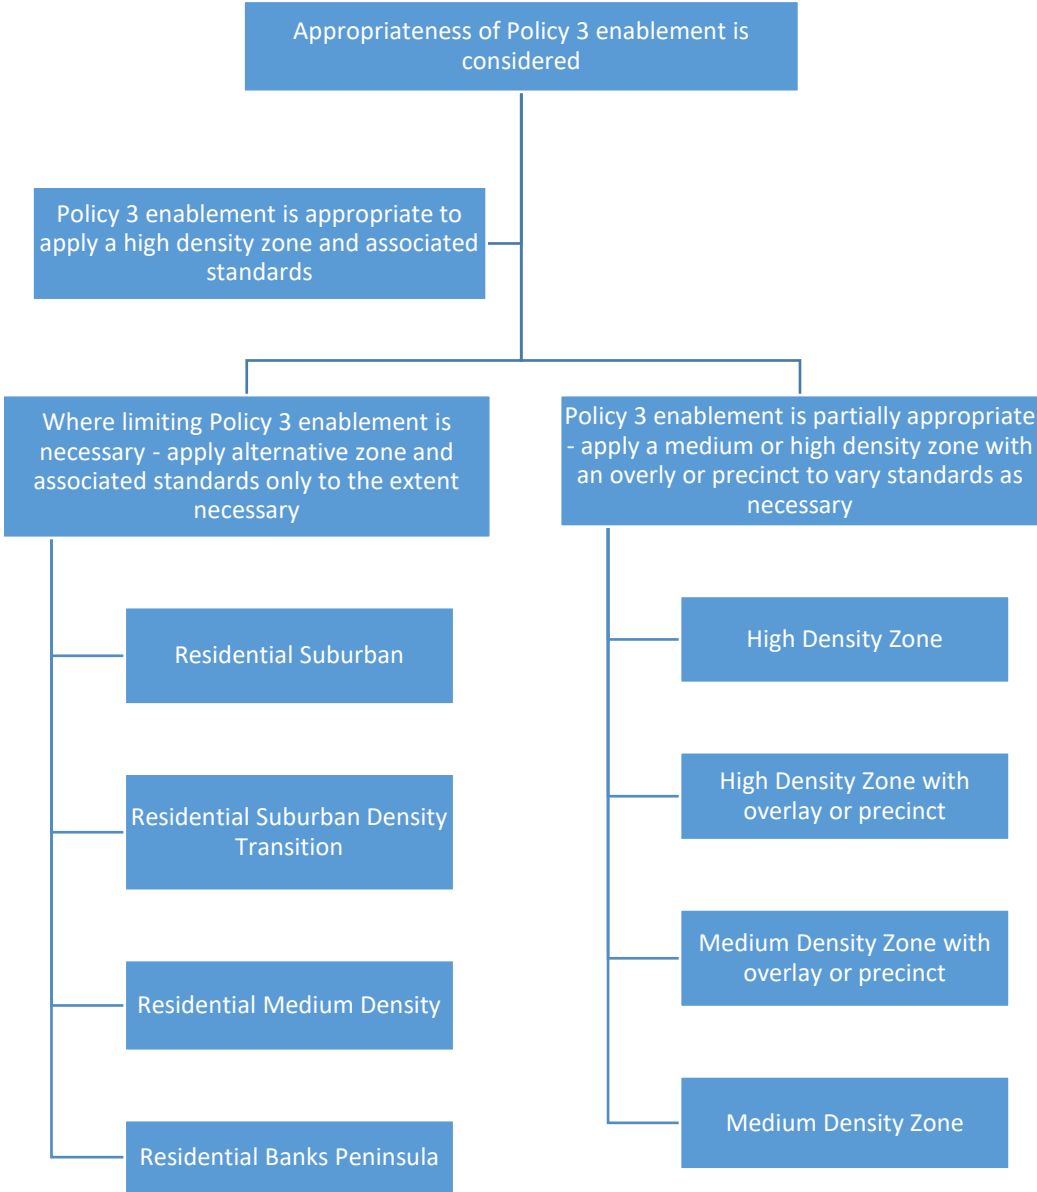 Appropriateness of Policy 3 enablement is
considered
Policy 3 enablement is appropriate to
apply a high density zone and associated
standards
Where limiting Policy 3 enablement is
necessary - apply alternative zone and
associated standards only to the extent
necessary
Residential Suburban
Residential Suburban Density
Transition
Residential Medium Density
Residential Banks Peninsula
Policy 3 enablement is partially appropriate
- apply a medium or high density zone with
an overly or precinct to vary standards as
necessary
High Density Zone
High Density Zone with
overlay or precinct
Medium Density Zone with
overlay or precinct
Medium Density Zone